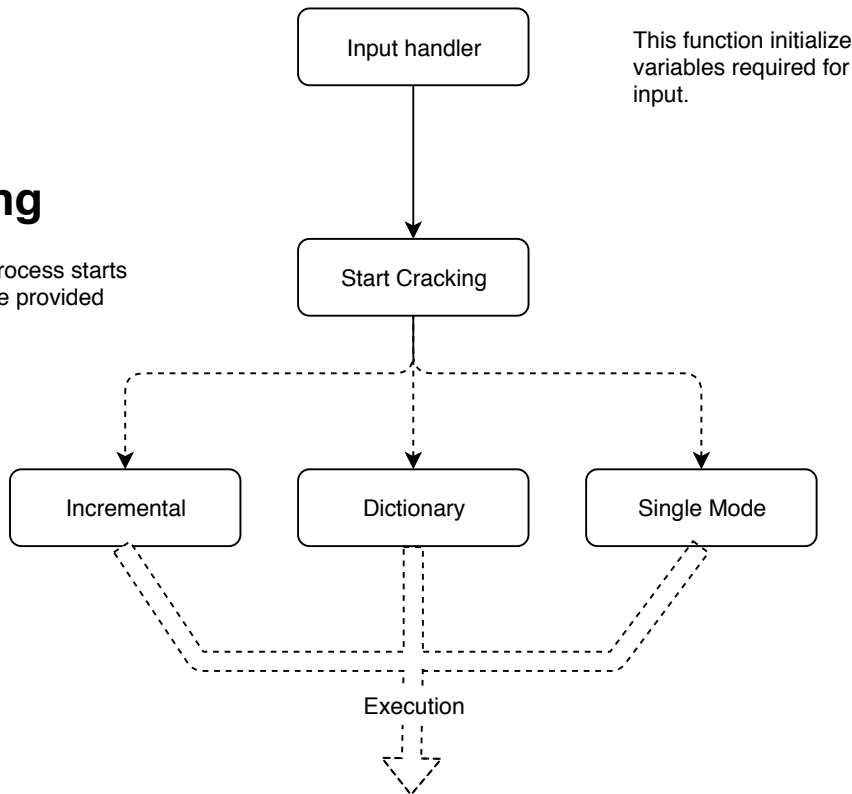 Input handler
This function initialize
variables required for
input.
ng
rocess starts
e provided
Start Cracking
Incremental
Dictionary
Single Mode
Execution